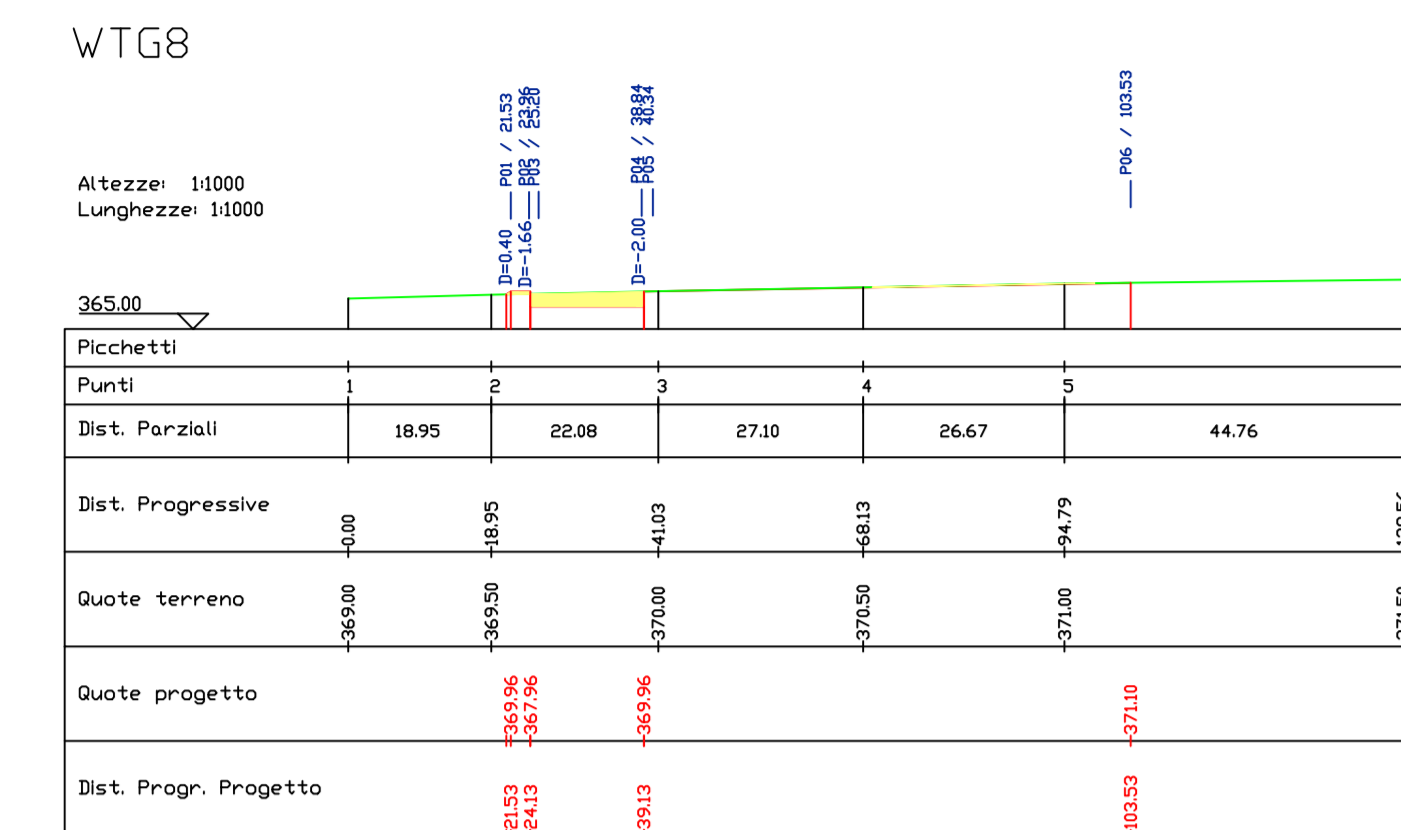 WTG8
P01 / 21.53
P02 / 23.96
P03 / 25.20
P04 / 38.84
P05 / 40.34
P06 / 103.53
Altezze: 1:1000
Lunghezze: 1:1000
D=0.40
D=-1.66
D=-2.00
365.00
Picchetti
Punti 1 2 3 4 5
Dist. Parziali 18.95 22.08 27.10 26.67 44.76
Dist. Progressive 0.00 18.95 41.03 68.13 94.79
Quote terreno 369.00 369.50 370.00 370.50 371.00
Quote progetto 369.96 367.96 369.96 371.10
Dist. Progr. Progetto 21.53 24.13 39.13 103.53